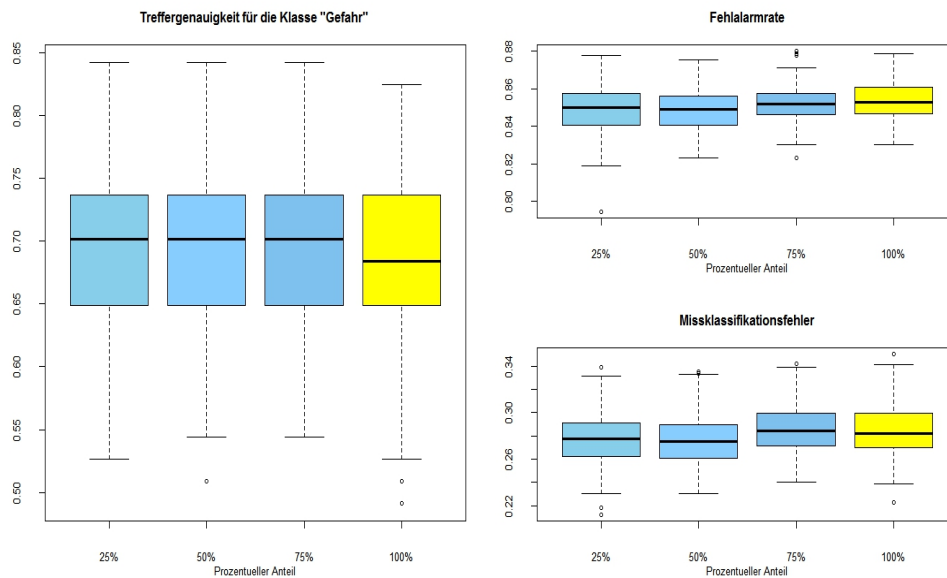 Treffergenauigkeit für die Klasse "Gefahr"
0.85
0.80
0.75
0.70
0.65
0.60
0.55
0.50
25% 50% 75% 100%
Prozentueller Anteil
Fehlalarmrate
0.88
0.86
0.84
0.82
0.80
25% 50% 75% 100%
Prozentueller Anteil
Missklassifikationsfehler
0.34
0.30
0.26
0.22
25% 50% 75% 100%
Prozentueller Anteil